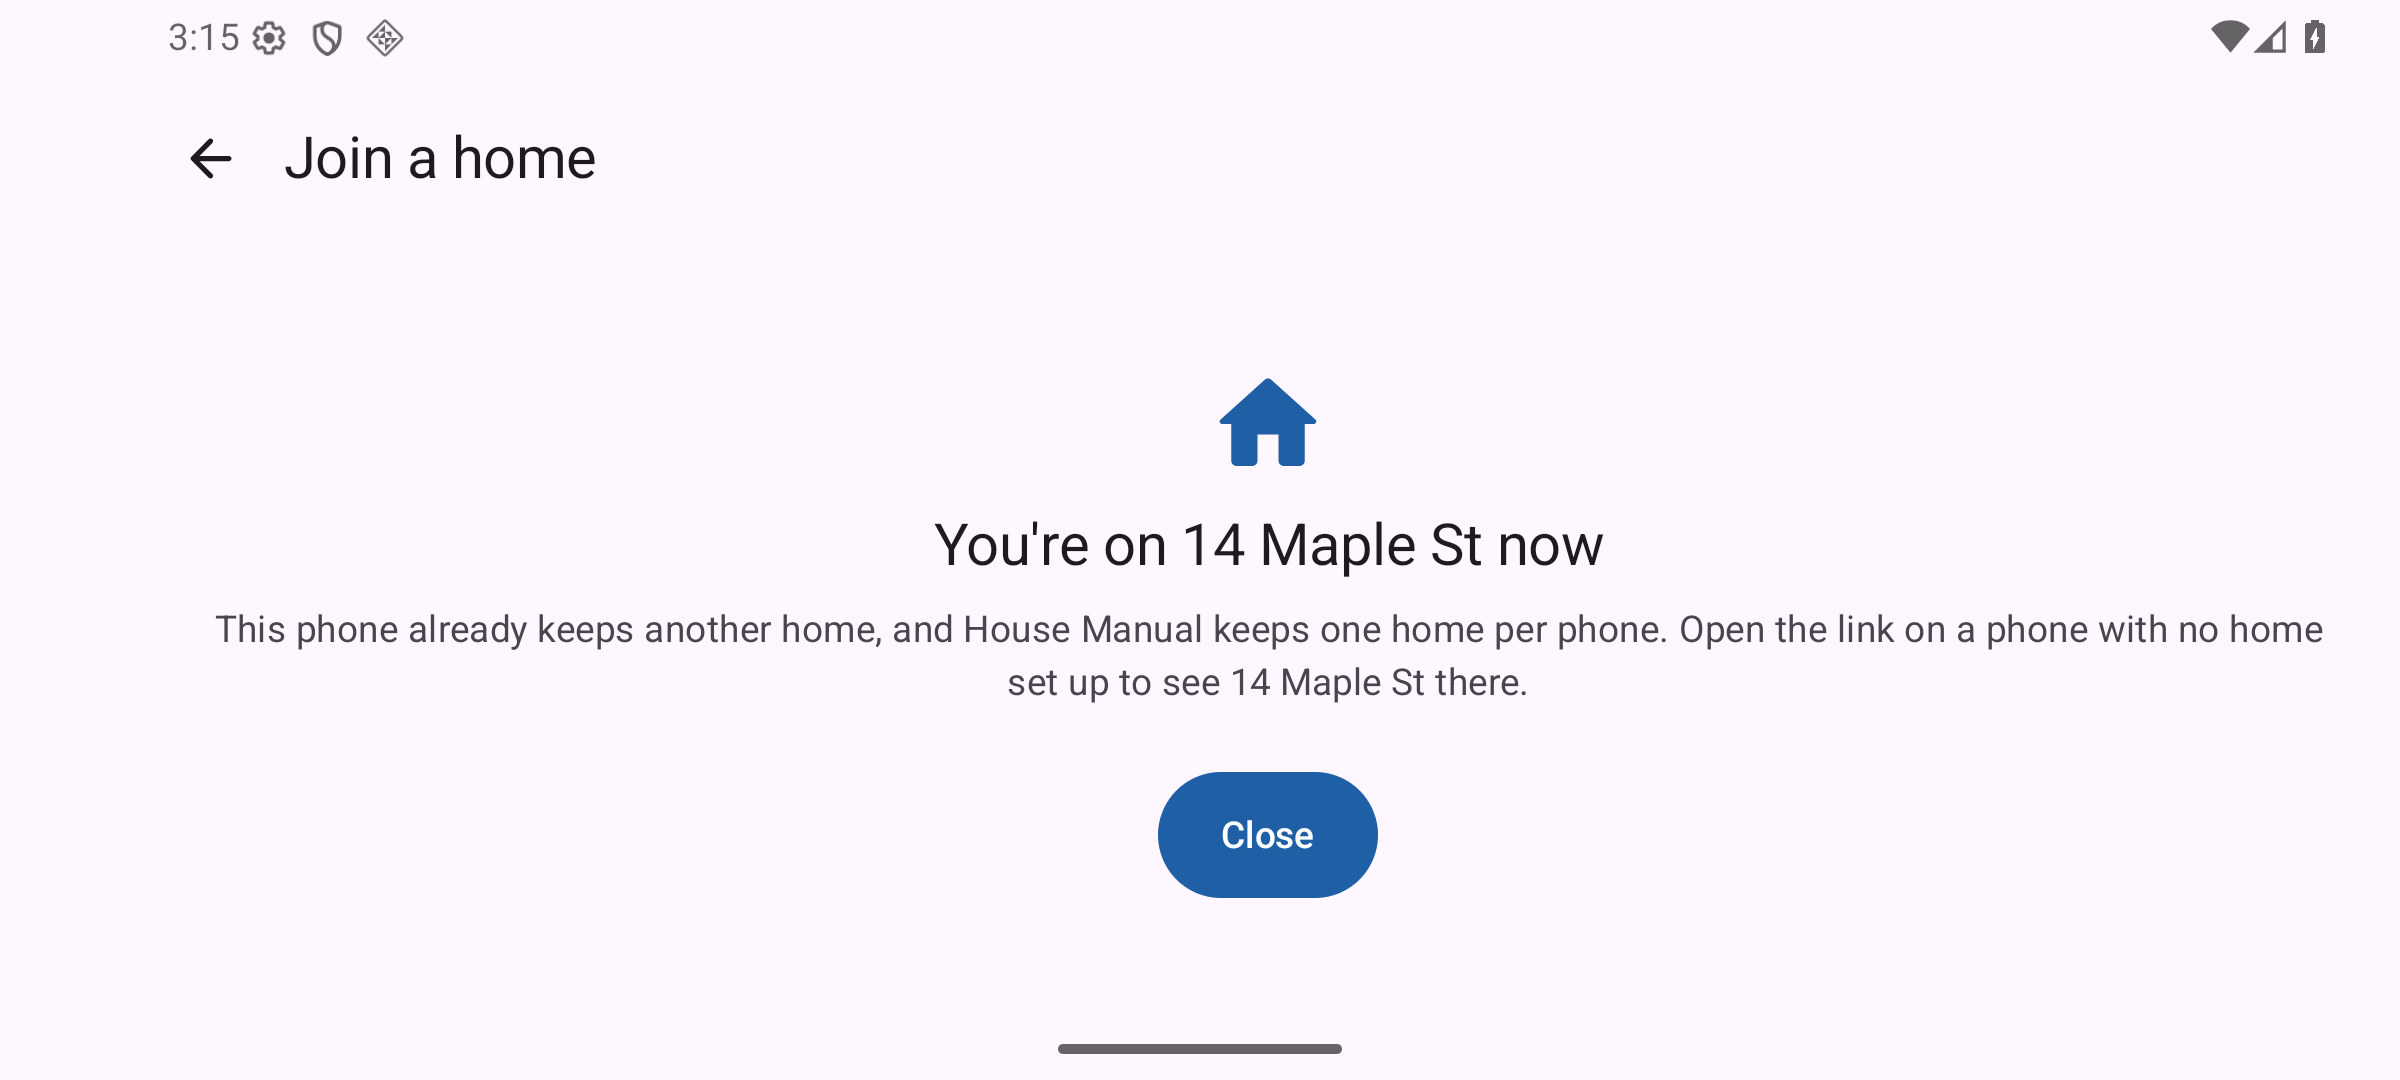 3:15
Join a home
You're on 14 Maple St now
This phone already keeps another home, and House Manual keeps one home per phone. Open the link on a phone with no home
set up to see 14 Maple St there.
Close